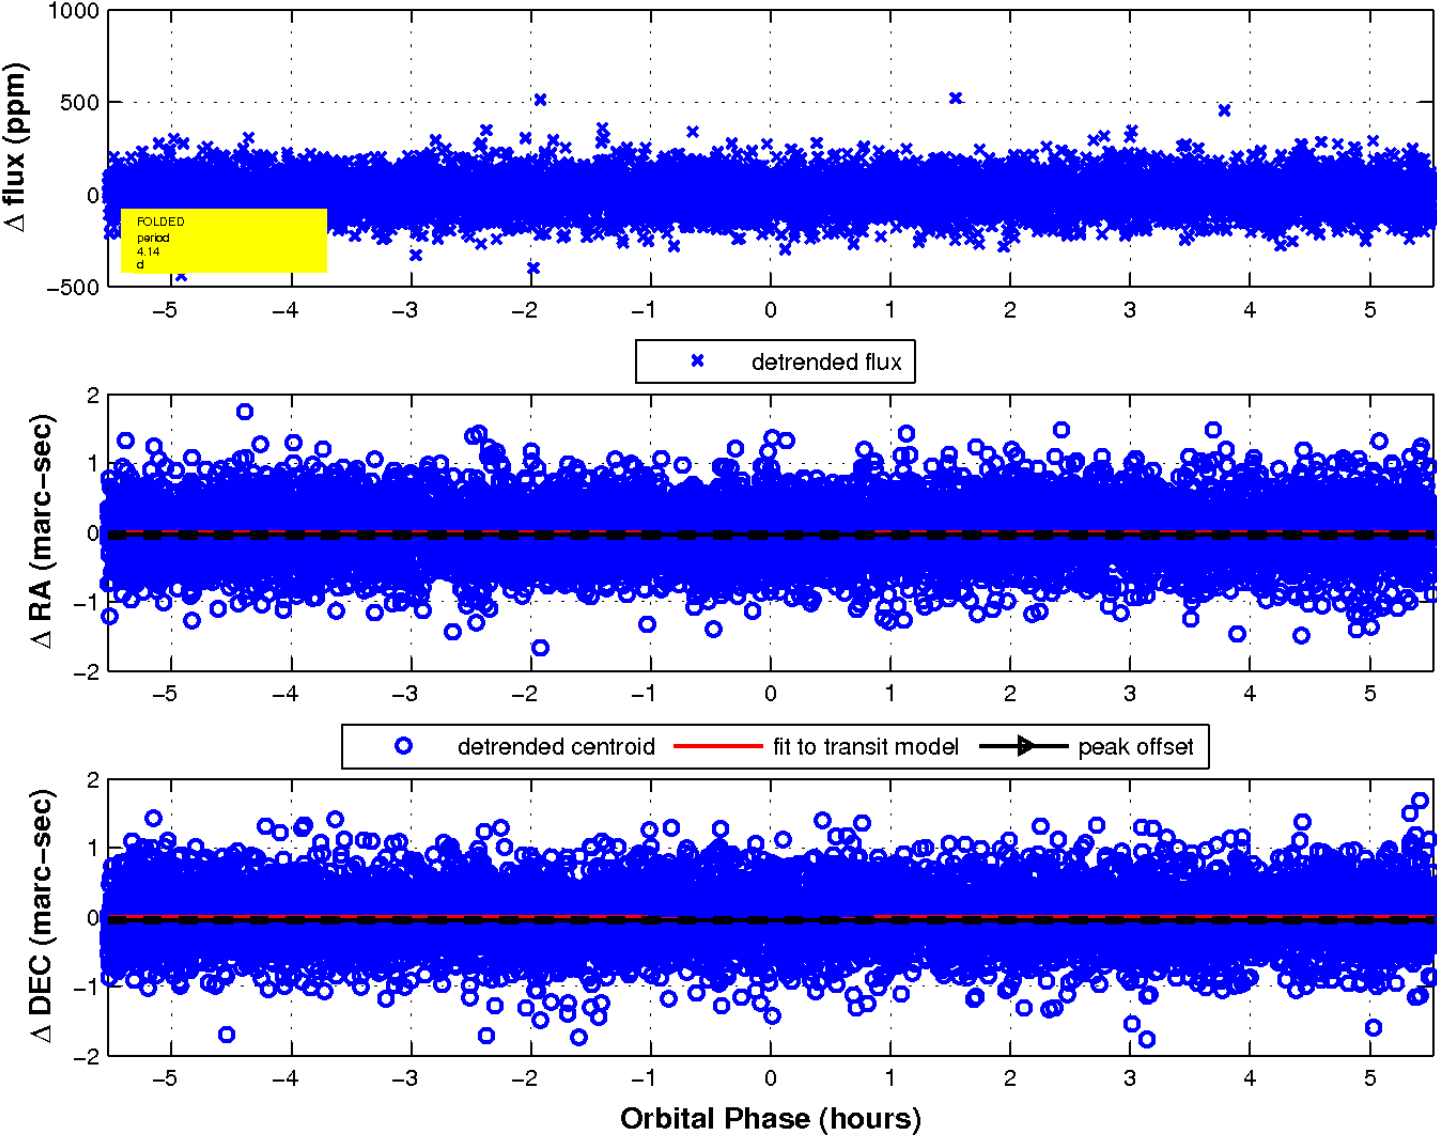 1000
500
0
−500
Δ flux (ppm)
FOLDED
period
4.14
d
−5 −4 −3 −2 −1 0 1 2 3 4 5
detrended flux
2
1
0
−1
−2
Δ RA (marc−sec)
−5 −4 −3 −2 −1 0 1 2 3 4 5
detrended centroid fit to transit model peak offset
2
1
0
−1
−2
Δ DEC (marc−sec)
−5 −4 −3 −2 −1 0 1 2 3 4 5
Orbital Phase (hours)